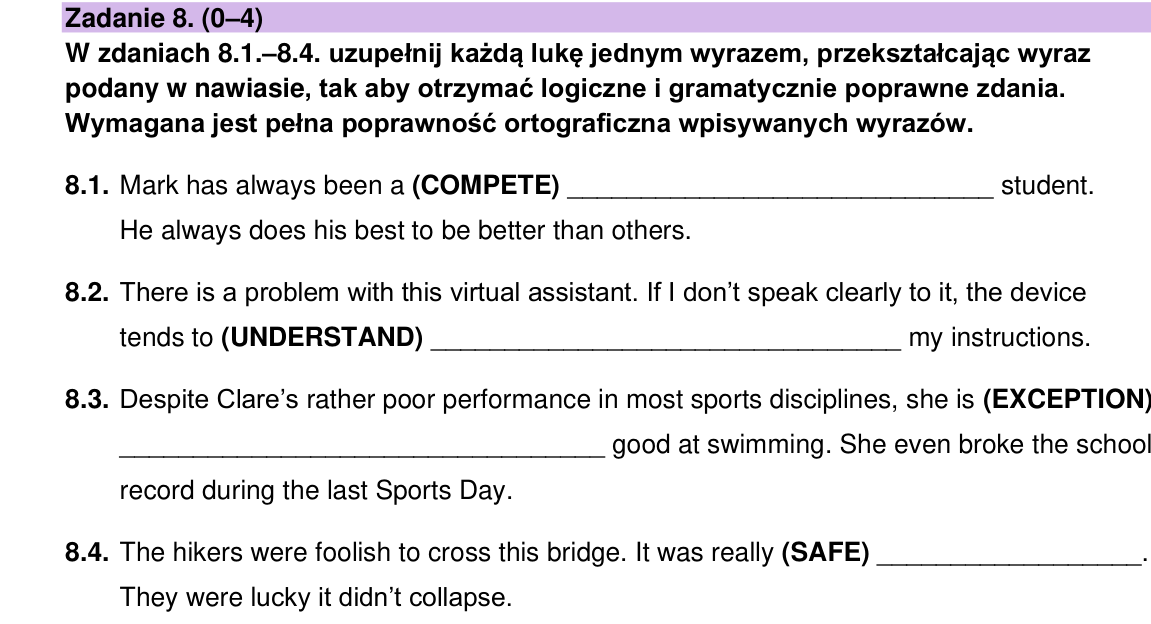 Zadanie 8. (0–4)
W zdaniach 8.1.–8.4. uzupełnij każdą lukę jednym wyrazem, przekształcając wyraz
podany w nawiasie, tak aby otrzymać logiczne i gramatycznie poprawne zdania.
Wymagana jest pełna poprawność ortograficzna wpisywanych wyrazów.
8.1. Mark has always been a (COMPETE) ____________________________ student.
He always does his best to be better than others.
8.2. There is a problem with this virtual assistant. If I don’t speak clearly to it, the device
tends to (UNDERSTAND) _______________________________ my instructions.
8.3. Despite Clare’s rather poor performance in most sports disciplines, she is (EXCEPTION)
________________________________ good at swimming. She even broke the school
record during the last Sports Day.
8.4. The hikers were foolish to cross this bridge. It was really (SAFE) __________________.
They were lucky it didn’t collapse.